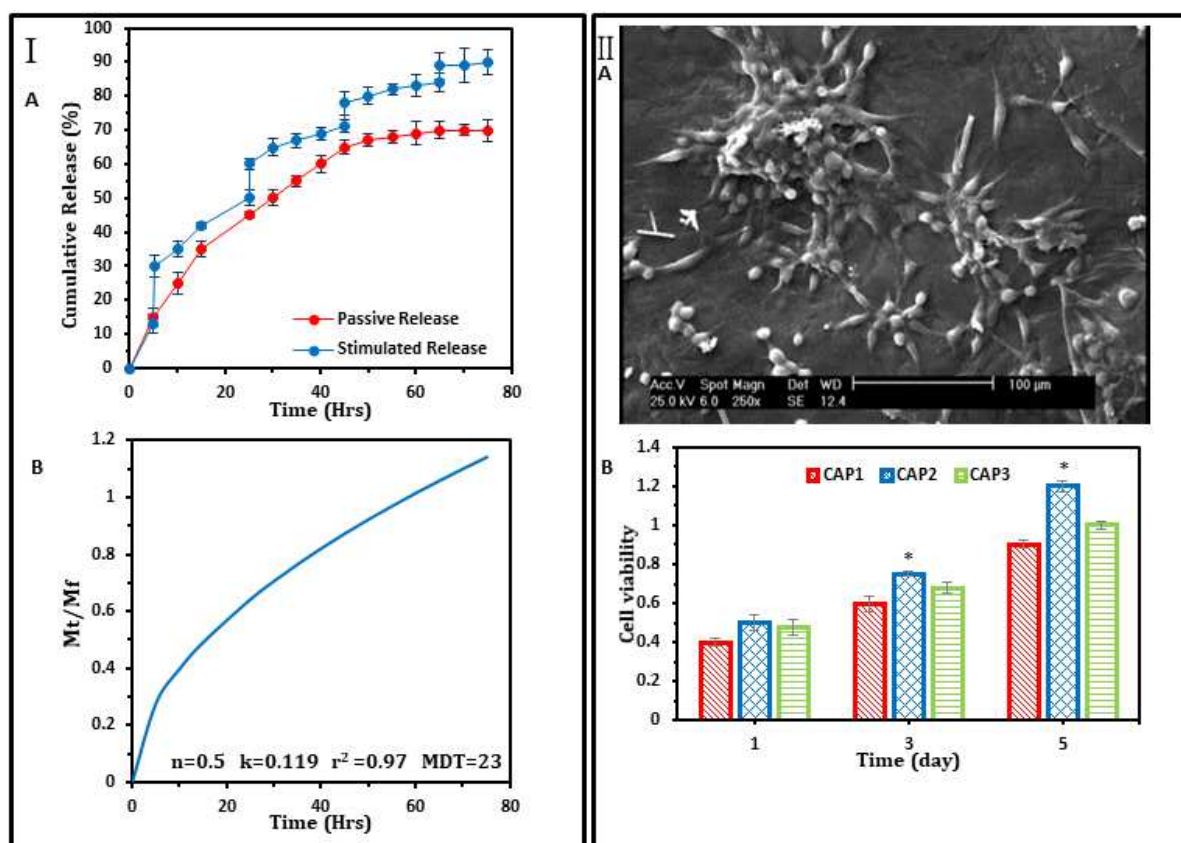 I
A
100
90
80
70
60
50
40
30
20
10
0
Cumulative Release (%)
Passive Release
Stimulated Release
0 20 40 60 80
Time (Hrs)
B
1.2
1
0.8
0.6
0.4
0.2
0
Mt/Mf
n=0.5 k=0.119 r²=0.97 MDT=23
0 20 40 60 80
Time (Hrs)
II
A
Acc.V Spot Magn Det WD 100 µm
25.0 kV 6.0 250x SE 12.4
B
1.4
1.2
1
0.8
0.6
0.4
0.2
0
Cell viability
CAP1 CAP2 CAP3
*
*
1 3 5
Time (day)